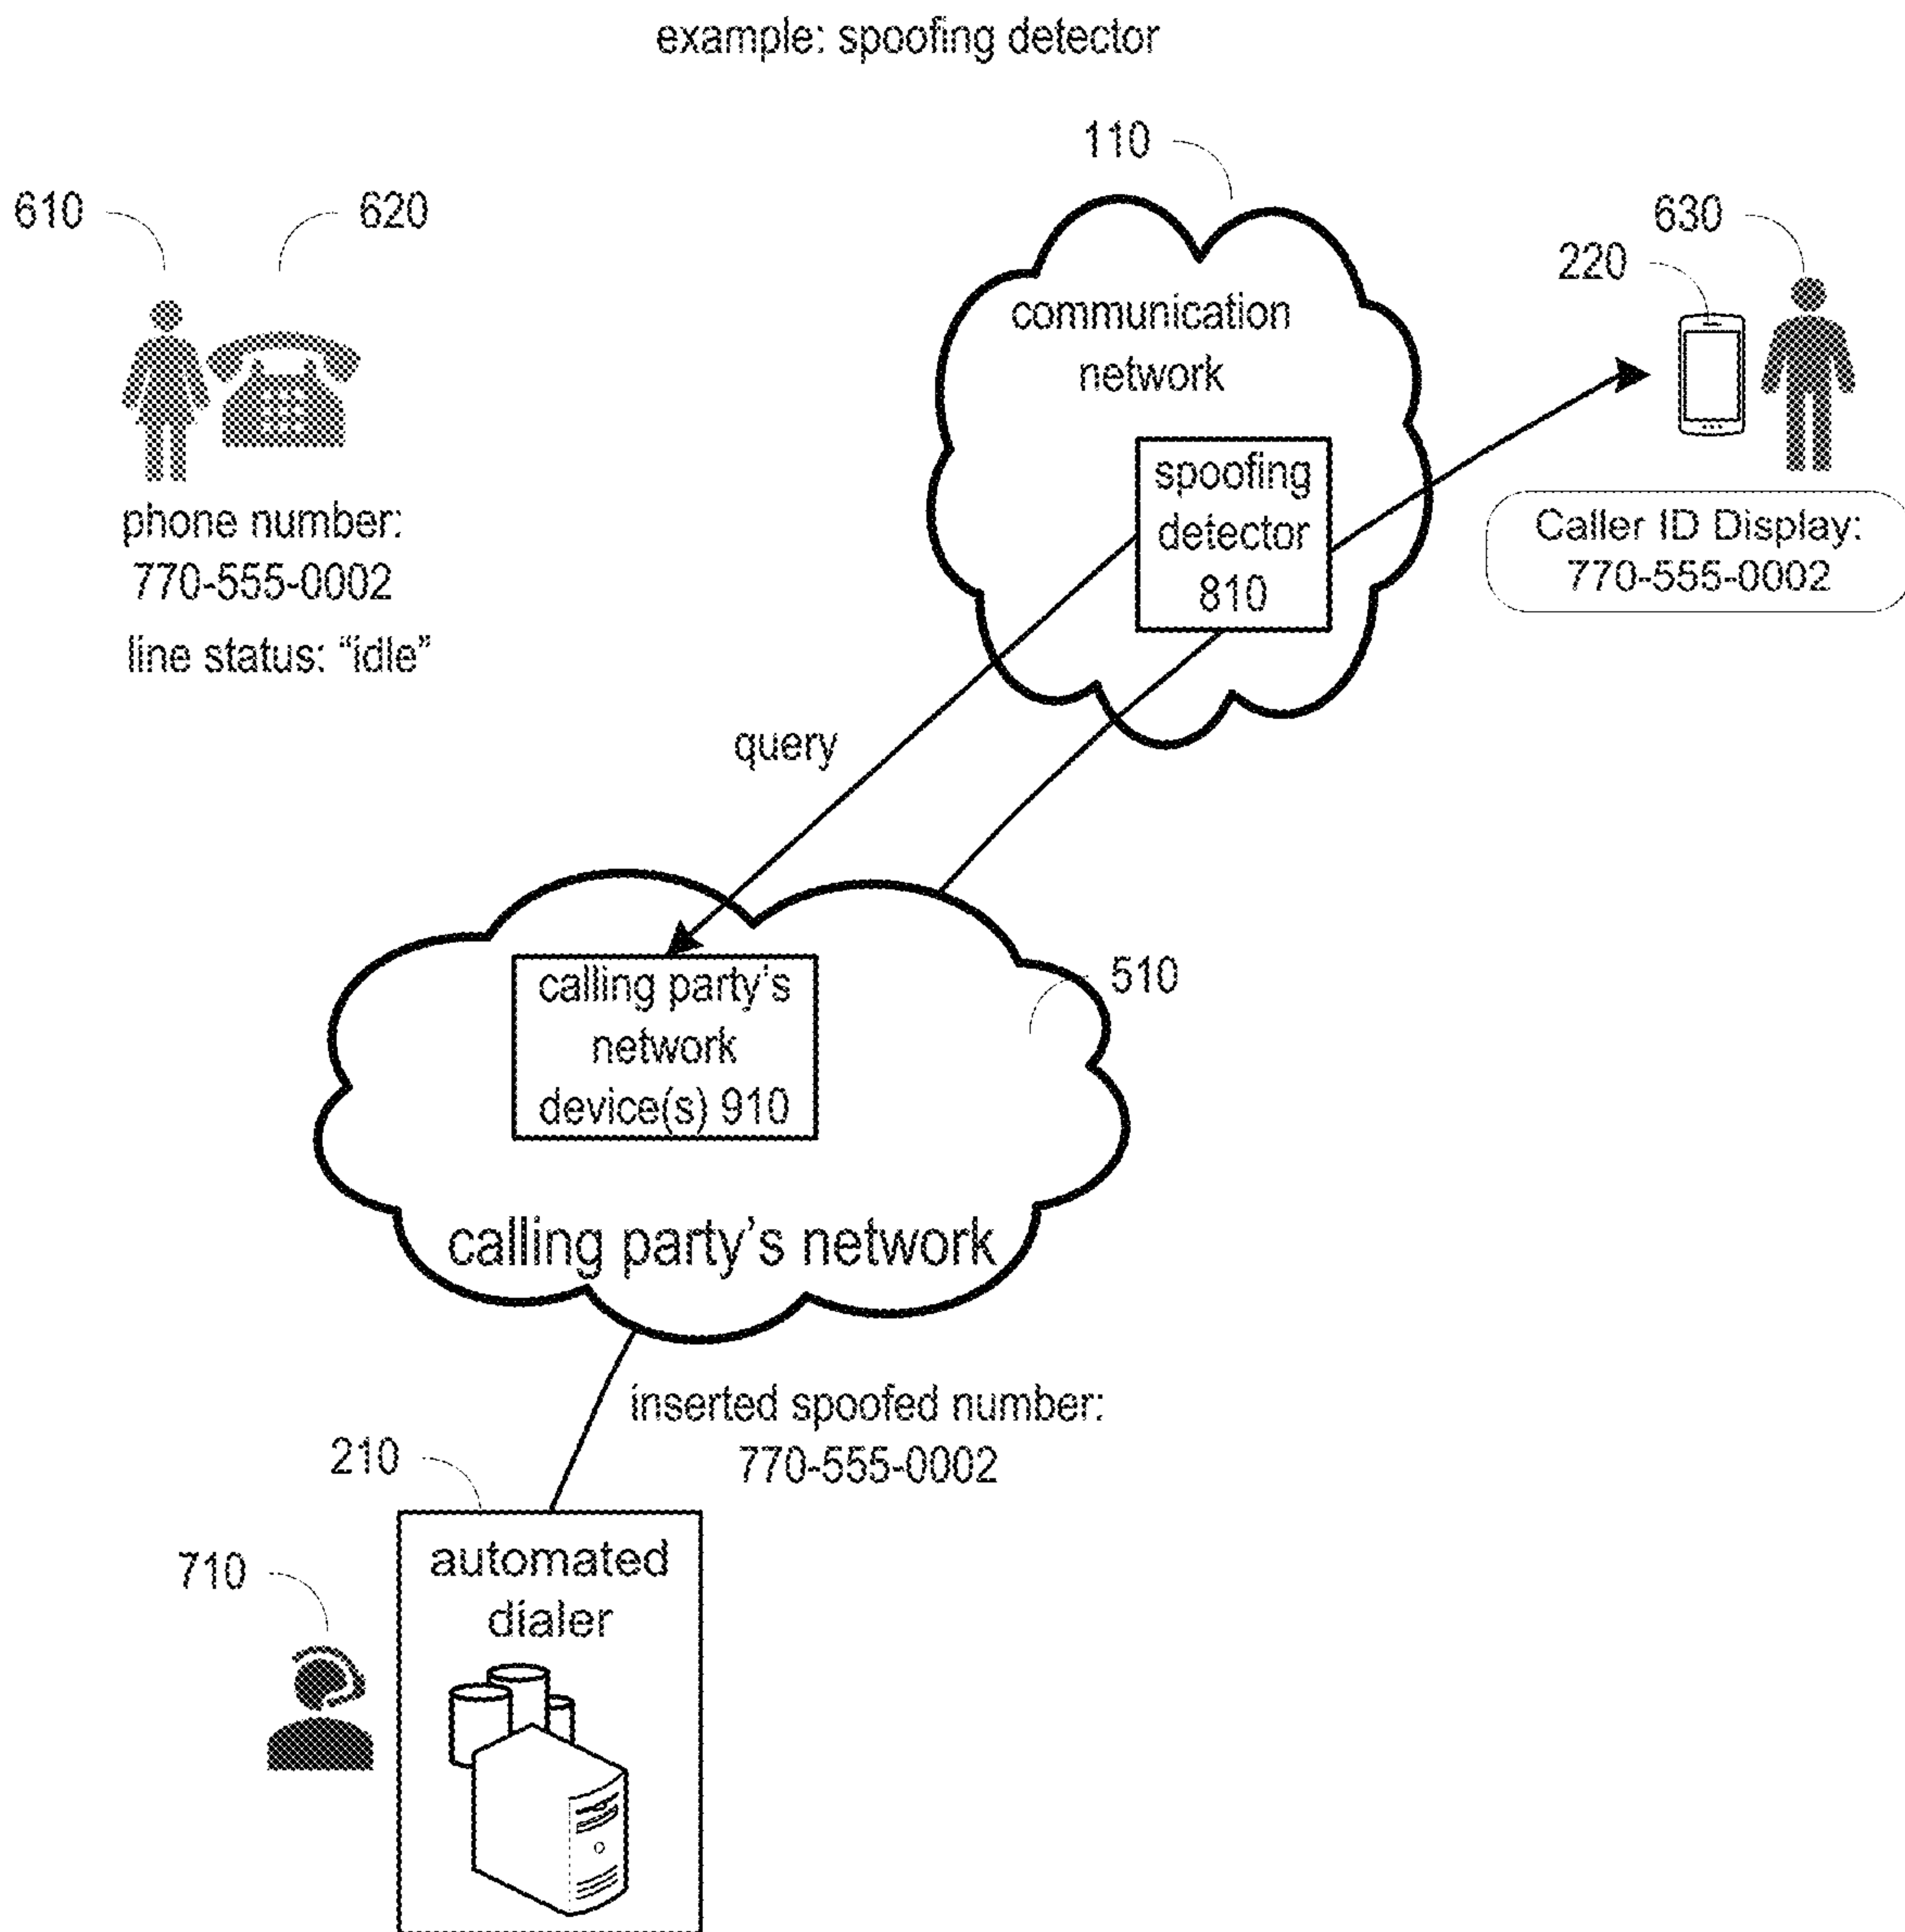 example: spoofing detector
110
610
620
630
220
communication
network
spoofing
detector
810
phone number:
770-555-0002
line status: “idle”
Caller ID Display:
770-555-0002
query
calling party’s
network
device(s) 910
510
calling party’s network
inserted spoofed number:
770-555-0002
210
710
automated
dialer